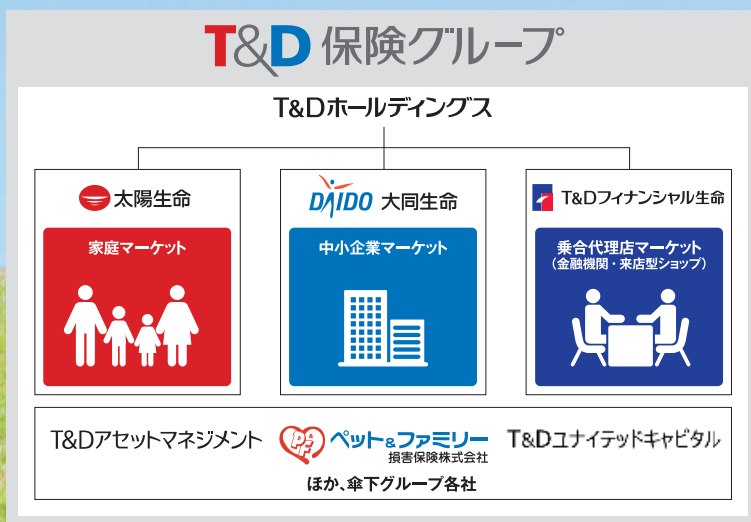 T&D 保険グループ
T&Dホールディングス
太陽生命
DAIDO 大同生命
T&Dフィナンシャル生命
家庭マーケット
中小企業マーケット
乗合代理店マーケット
(金融機関・来店型ショップ)
T&Dアセットマネジメント
PAF
ペット&ファミリー
損害保険株式会社
T&Dユナイテッドキャピタル
ほか、傘下グループ各社